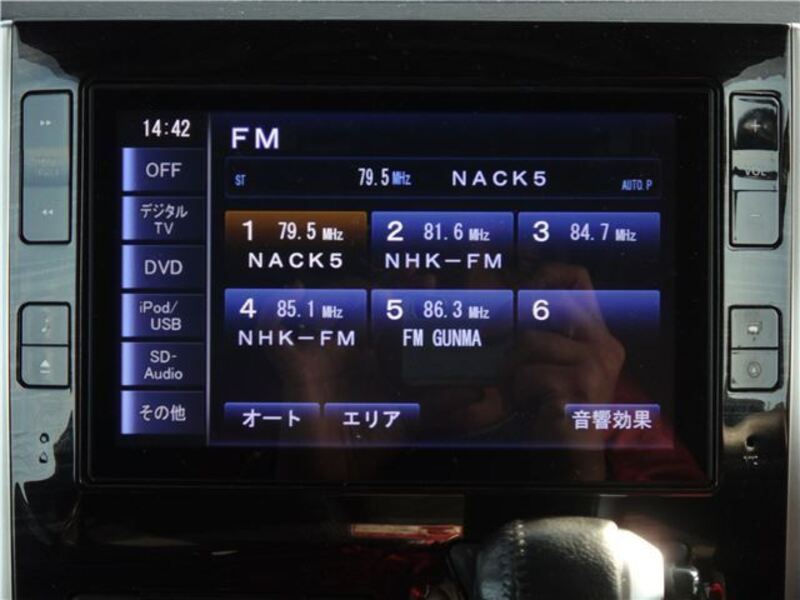 14:42
FM
OFF
ST 79.5 MHz NACK5 AUTO.P
デジタル
TV
1 79.5 MHz
NACK5
2 81.6 MHz
NHK-FM
3 84.7 MHz
DVD
iPod/
USB
4 85.1 MHz
NHK-FM
5 86.3 MHz
FM GUNMA
6
SD-
Audio
その他
オート
エリア
音響効果
+
VOL
-